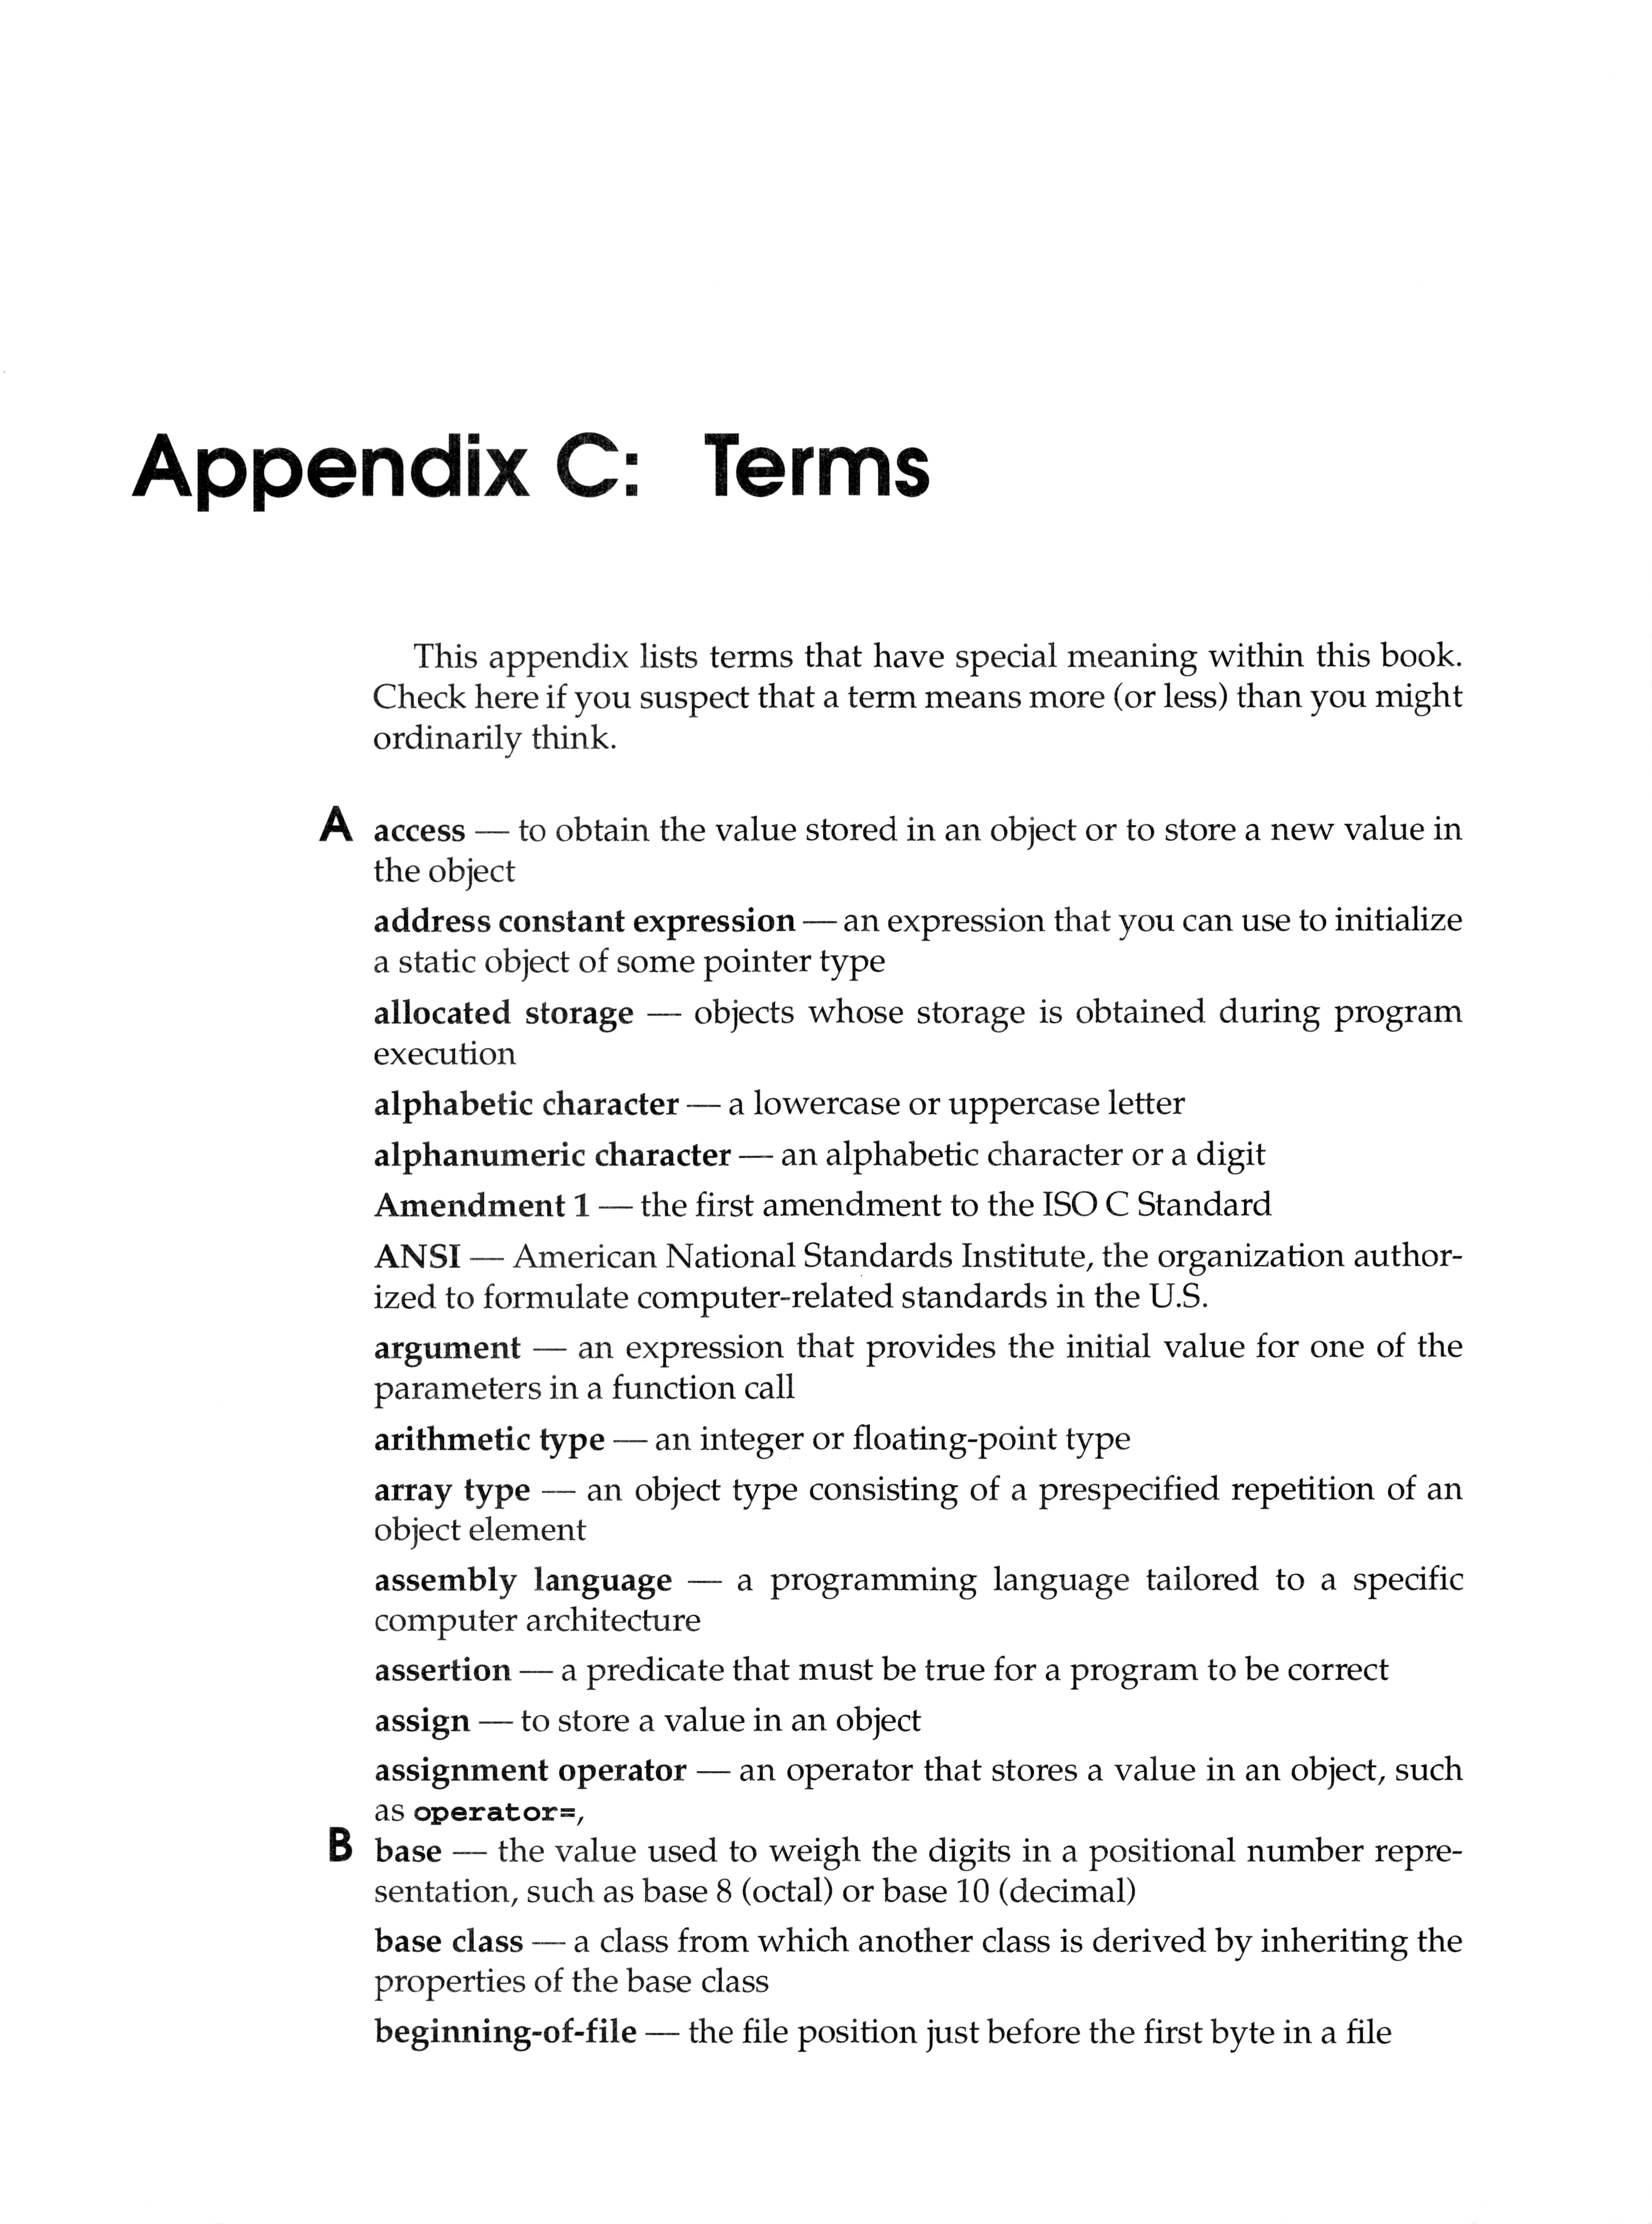 Appendix C: Terms
This appendix lists terms that have special meaning within this book.
Check here if you suspect that a term means more (or less) than you might
ordinarily think.
A access — to obtain the value stored in an object or to store a new value in
the object
address constant expression — an expression that you can use to initialize
a static object of some pointer type
allocated storage — objects whose storage is obtained during program
execution
alphabetic character — a lowercase or uppercase letter
alphanumeric character — an alphabetic character or a digit
Amendment 1 — the first amendment to the ISO C Standard
ANSI — American National Standards Institute, the organization author-
ized to formulate computer-related standards in the U.S.
argument — an expression that provides the initial value for one of the
parameters in a function call
arithmetic type — an integer or floating-point type
array type — an object type consisting of a prespecified repetition of an
object element
assembly language — a programming language tailored to a specific
computer architecture
assertion — a predicate that must be true for a program to be correct
assign — to store a value in an object
assignment operator — an operator that stores a value in an object, such
as operator=,
B base — the value used to weigh the digits in a positional number repre-
sentation, such as base 8 (octal) or base 10 (decimal)
base class — a class from which another class is derived by inheriting the
properties of the base class
beginning-of-file — the file position just before the first byte in a file